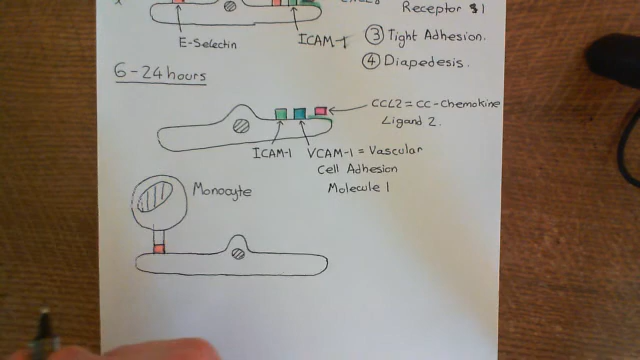 Receptor 1
E-Selectin
ICAM-1
③ Tight Adhesion.
④ Diapedesis.
6-24 hours
CCL2 = CC-Chemokine
Ligand 2.
ICAM-1
VCAM-1 = Vascular
Cell Adhesion
Molecule 1
Monocyte